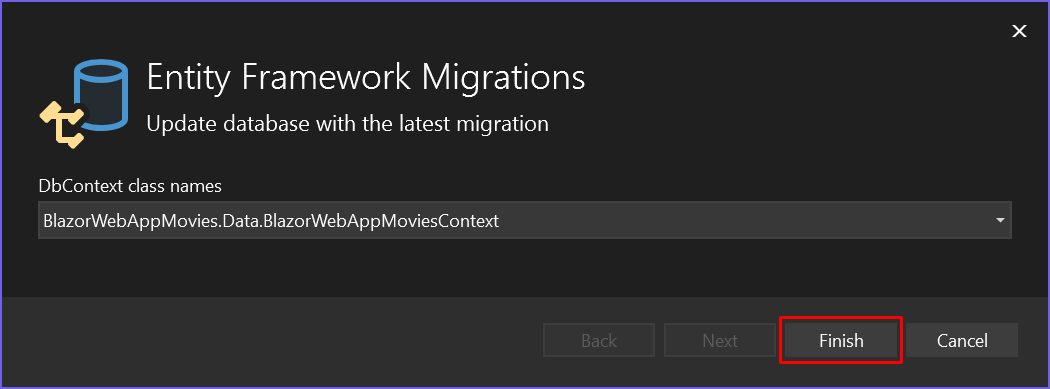 Entity Framework Migrations
Update database with the latest migration
DbContext class names
BlazorWebAppMovies.Data.BlazorWebAppMoviesContext
Back Next Finish Cancel